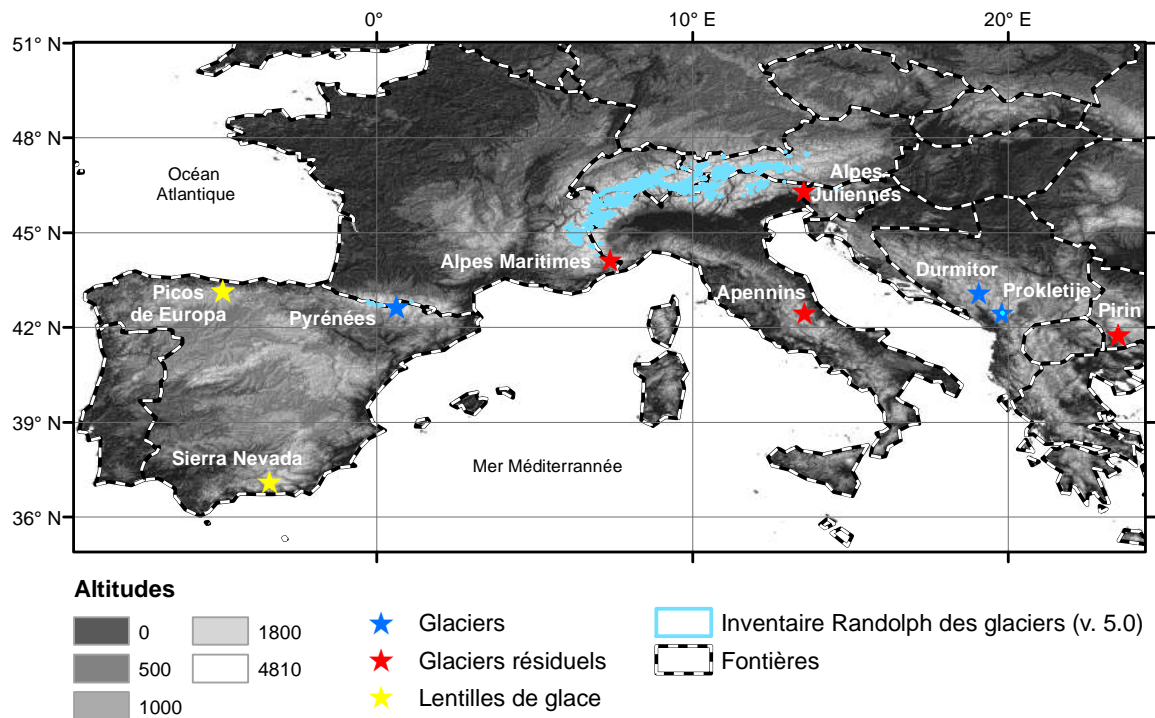 0°
10° E
20° E
51° N
48° N
45° N
42° N
39° N
36° N
Océan
Atlantique
Alpes
Juliennes
Alpes Maritimes
Durmitor
Prokletije
Picos
de Europa
Pyrénées
Apennins
Pirin
Sierra Nevada
Mer Méditerrannée
Altitudes
0
500
1000
1800
4810
Glaciers
Glaciers résiduels
Lentilles de glace
Inventaire Randolph des glaciers (v. 5.0)
Fontières